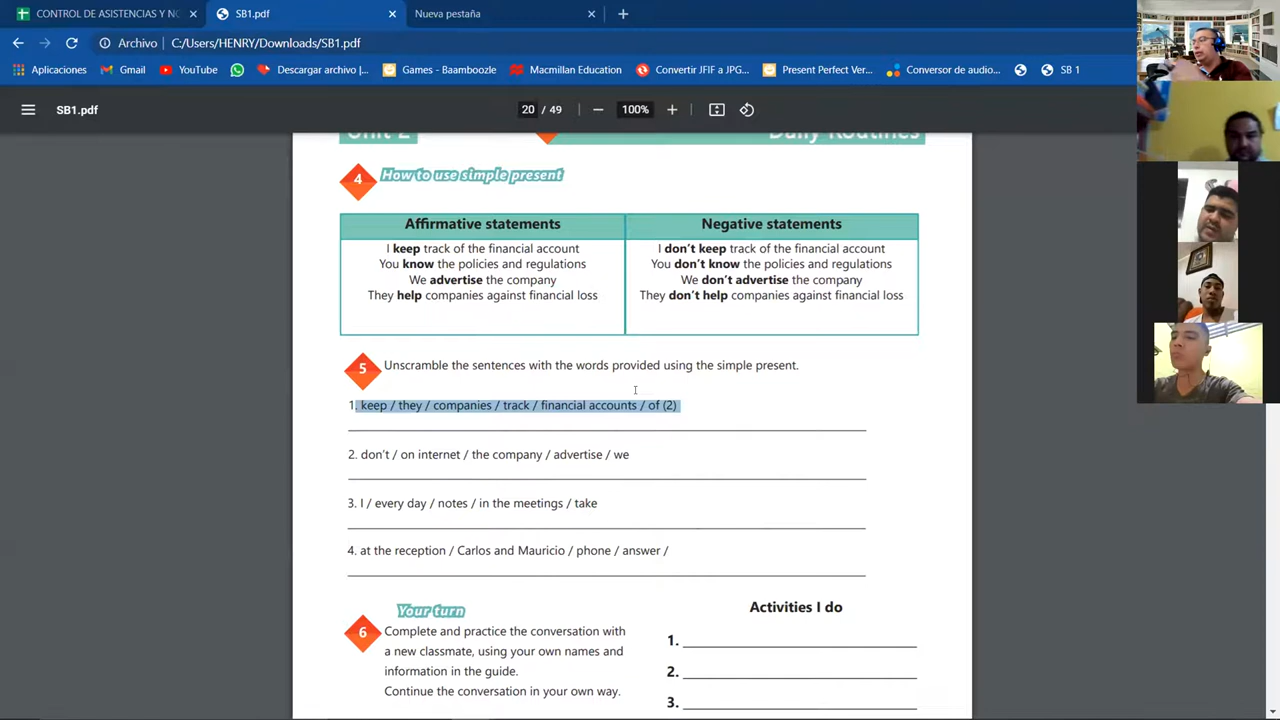 CONTROL DE ASISTENCIAS Y NO
SB1.pdf
Nueva pestaña
Archivo
C:/Users/HENRY/Downloads/SB1.pdf
Aplicaciones
Gmail
YouTube
Descargar archivo |...
Games - Baamboozle
Macmillan Education
Convertir JFIF a JPG...
Present Perfect Ver...
Conversor de audio...
SB 1
SB1.pdf
20 / 49
100%
Unit 2
Daily Routines
4
How to use simple present
Affirmative statements
I keep track of the financial account
You know the policies and regulations
We advertise the company
They help companies against financial loss
Negative statements
I don't keep track of the financial account
You don't know the policies and regulations
We don't advertise the company
They don't help companies against financial loss
5
Unscramble the sentences with the words provided using the simple present.
1. keep / they / companies / track / financial accounts / of (2)
2. don't / on internet / the company / advertise / we
3. I / every day / notes / in the meetings / take
4. at the reception / Carlos and Mauricio / phone / answer /
6
Your turn
Complete and practice the conversation with
a new classmate, using your own names and
information in the guide.
Continue the conversation in your own way.
Activities I do
1.
2.
3.